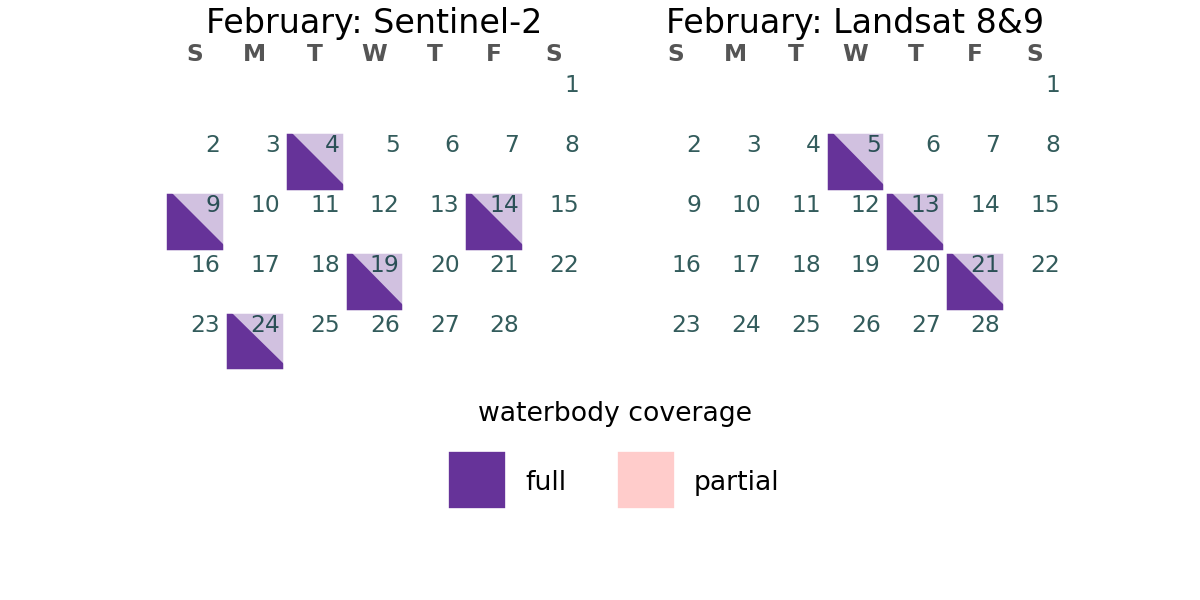 February: Sentinel-2
S M T W T F S
1
2 3 4 5 6 7 8
9 10 11 12 13 14 15
16 17 18 19 20 21 22
23 24 25 26 27 28
February: Landsat 8&9
S M T W T F S
1
2 3 4 5 6 7 8
9 10 11 12 13 14 15
16 17 18 19 20 21 22
23 24 25 26 27 28
waterbody coverage
full partial